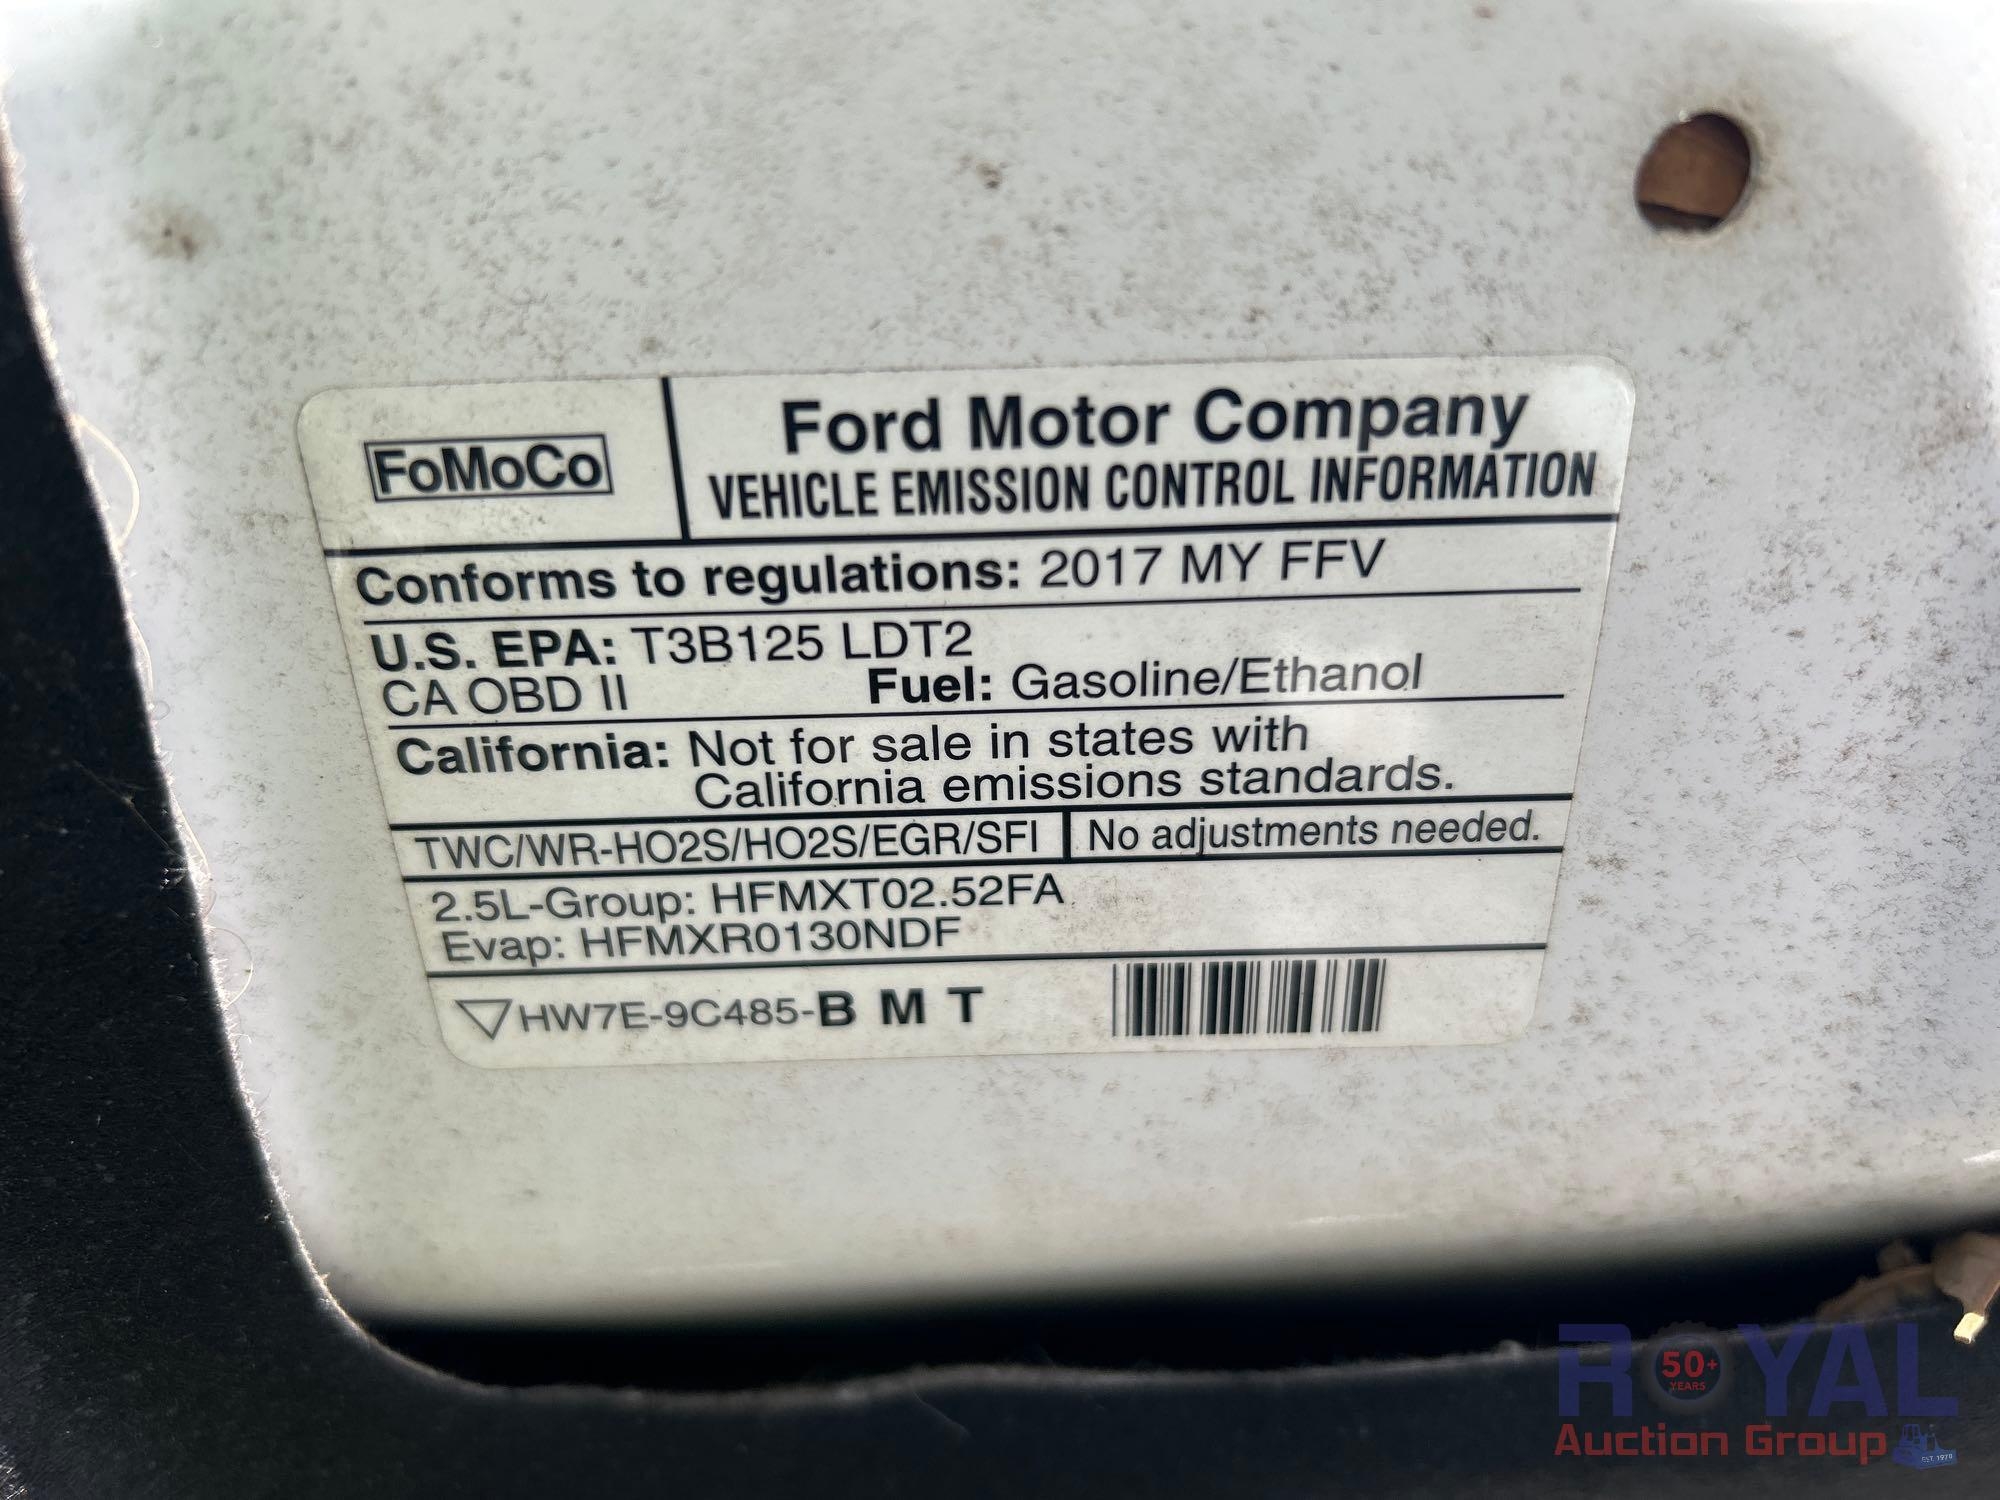 FoMoCo
Ford Motor Company
VEHICLE EMISSION CONTROL INFORMATION
Conforms to regulations: 2017 MY FFV
U.S. EPA: T3B125 LDT2
CA OBD II Fuel: Gasoline/Ethanol
California: Not for sale in states with
California emissions standards.
TWC/WR-HO2S/HO2S/EGR/SFI No adjustments needed.
2.5L-Group: HFMXT02.52FA
Evap: HFMXR0130NDF
HW7E-9C485-B M T
ROYAL
50+
YEARS
Auction Group
EST. 1970